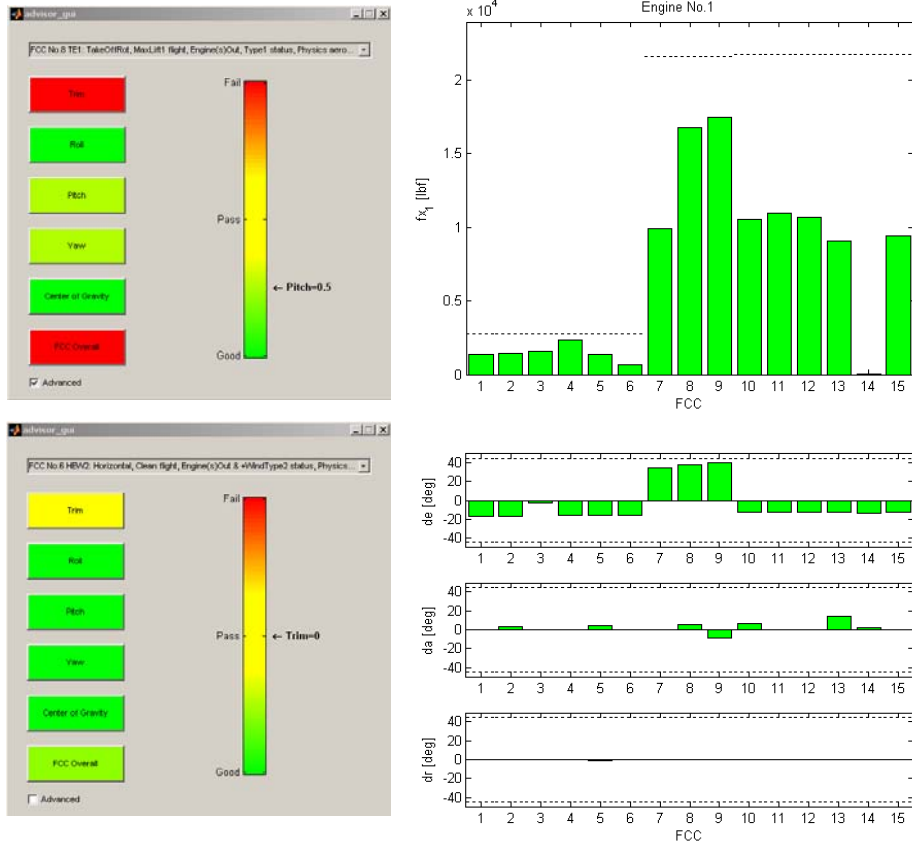 advisor_gui
FCC No 8 TE1: TakeOffRot, MaxLift1 flight, Engine(s)Out, Type1 status, Physics aero...
Trim
Roll
Pitch
Yaw
Center of Gravity
FCC Overall
Advanced
Fail
Pass
← Pitch=0.5
Good
x 10⁴
Engine No.1
2
1.5
1
0.5
0
fx₁ [lbf]
1 2 3 4 5 6 7 8 9 10 11 12 13 14 15
FCC
advisor_gui
FCC No 6 HEW2: Horizontal, Clean flight, Engine(s)Out & +WindType2 status, Physics...
Trim
Roll
Pitch
Yaw
Center of Gravity
FCC Overall
Advanced
Fail
Pass
← Trim=0
Good
40
20
0
-20
-40
de [deg]
1 2 3 4 5 6 7 8 9 10 11 12 13 14 15
40
20
0
-20
-40
da [deg]
1 2 3 4 5 6 7 8 9 10 11 12 13 14 15
40
20
0
-20
-40
dr [deg]
1 2 3 4 5 6 7 8 9 10 11 12 13 14 15
FCC